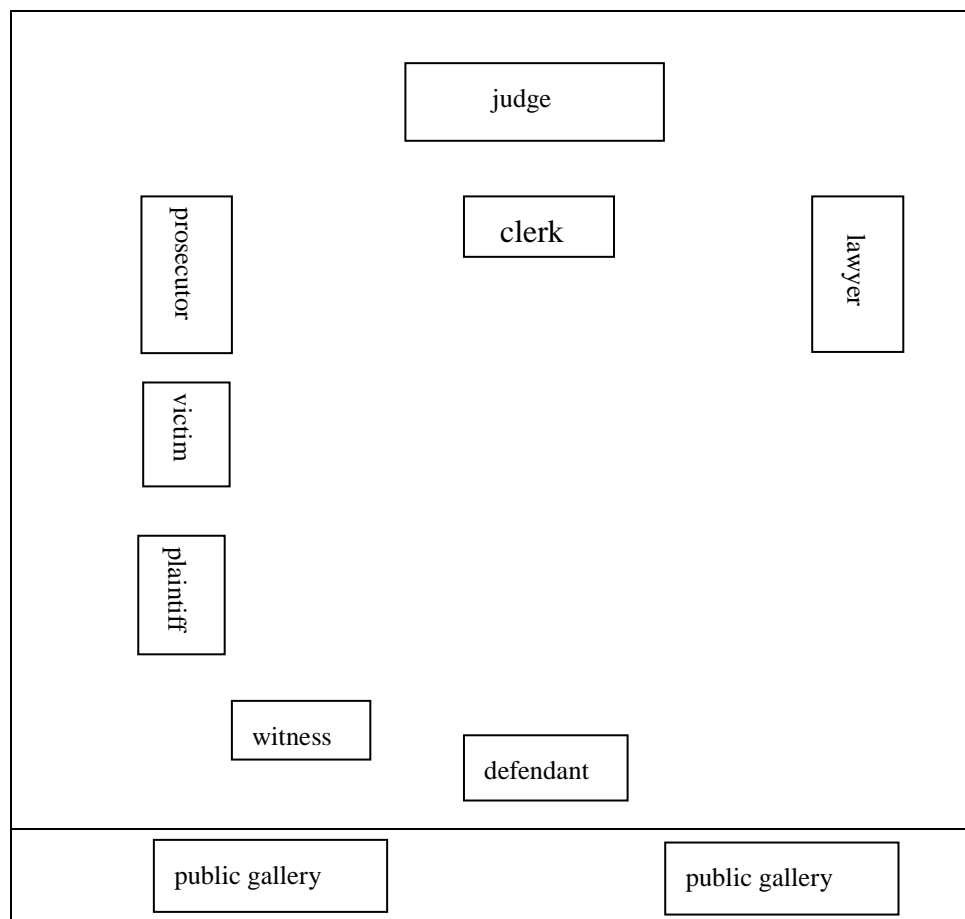 judge
prosecutor
clerk
lawyer
victim
plaintiff
witness
defendant
public gallery
public gallery